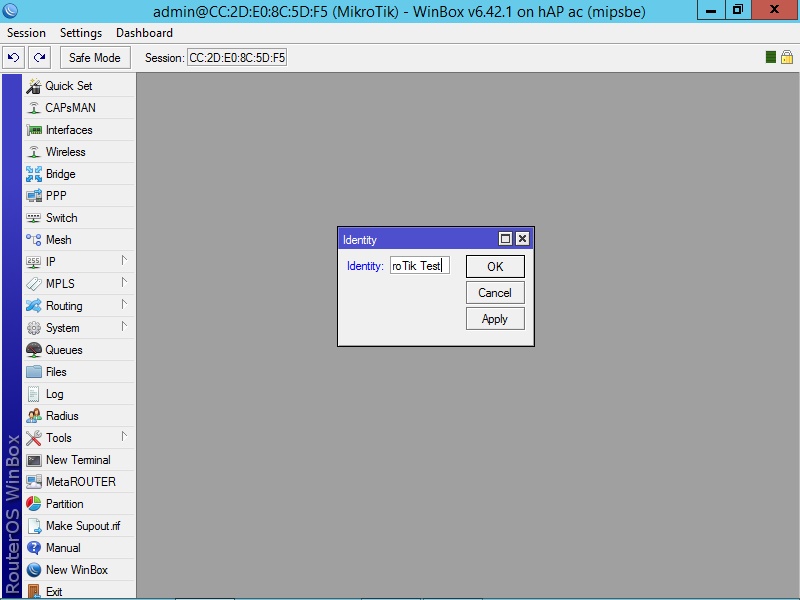 admin@CC:2D:E0:8C:5D:F5 (MikroTik) - WinBox v6.42.1 on hAP ac (mipsbe)
Session Settings Dashboard
Safe Mode Session: CC:2D:E0:8C:5D:F5
Quick Set
CAPsMAN
Interfaces
Wireless
Bridge
PPP
Switch
Mesh
IP
MPLS
Routing
System
Queues
Files
Log
Radius
Tools
New Terminal
MetaROUTER
Partition
Make Supout.rif
Manual
New WinBox
Exit
RouterOS WinBox
Identity
Identity: roTik Test
OK
Cancel
Apply